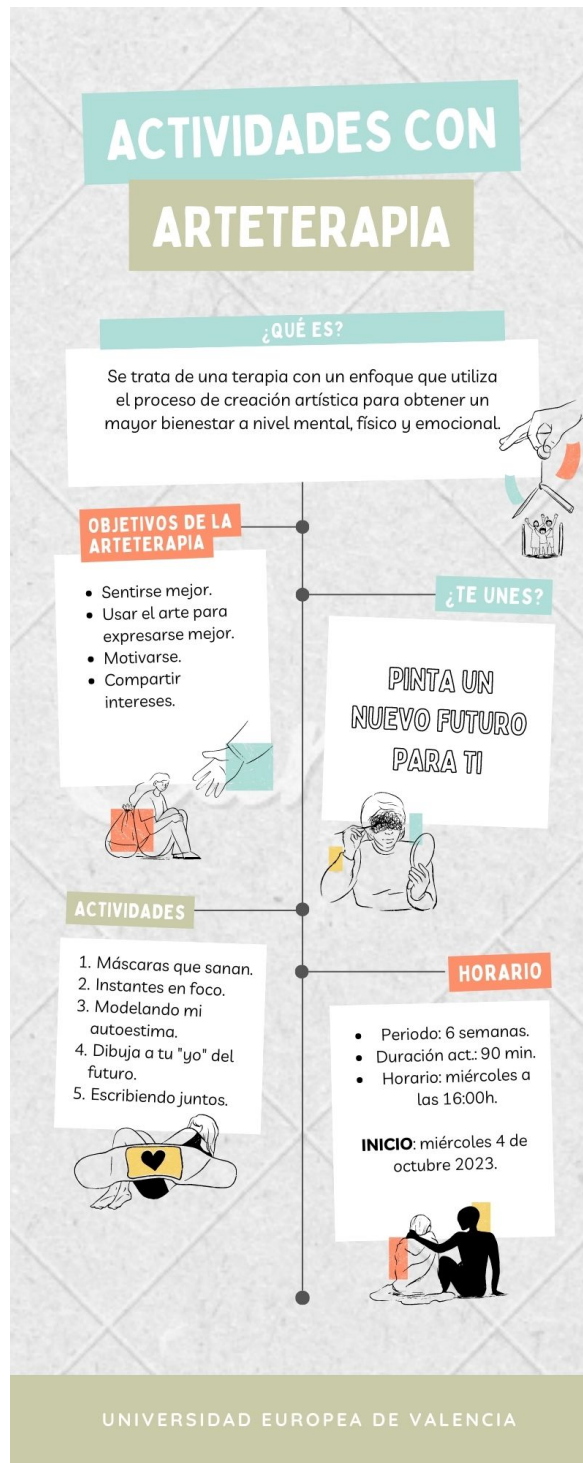 ACTIVIDADES CON
ARTETERAPIA
¿QUÉ ES?
Se trata de una terapia con un enfoque que utiliza
el proceso de creación artística para obtener un
mayor bienestar a nivel mental, físico y emocional.
OBJETIVOS DE LA
ARTETERAPIA
• Sentirse mejor.
• Usar el arte para
expresarse mejor.
• Motivarse.
• Compartir
intereses.
¿TE UNES?
PINTA UN
NUEVO FUTURO
PARA TI
ACTIVIDADES
1. Máscaras que sanan.
2. Instantes en foco.
3. Modelando mi
autoestima.
4. Dibuja a tu "yo" del
futuro.
5. Escribiendo juntos.
HORARIO
• Periodo: 6 semanas.
• Duración act.: 90 min.
• Horario: miércoles a
las 16:00h.
INICIO: miércoles 4 de
octubre 2023.
UNIVERSIDAD EUROPEA DE VALENCIA